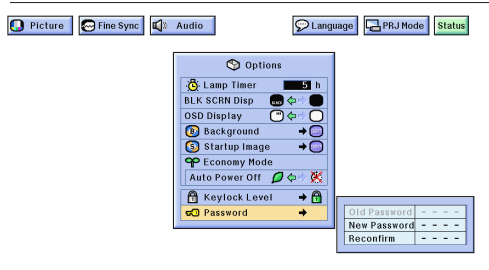 Picture
Fine Sync
Audio
Language
PRJ Mode
Status
Options
Lamp Timer 5 h
BLK SCRN Disp
OSD Display
Background
Startup Image
Economy Mode
Auto Power Off
Keylock Level
Password
Old Password - - - -
New Password - - - -
Reconfirm - - - -